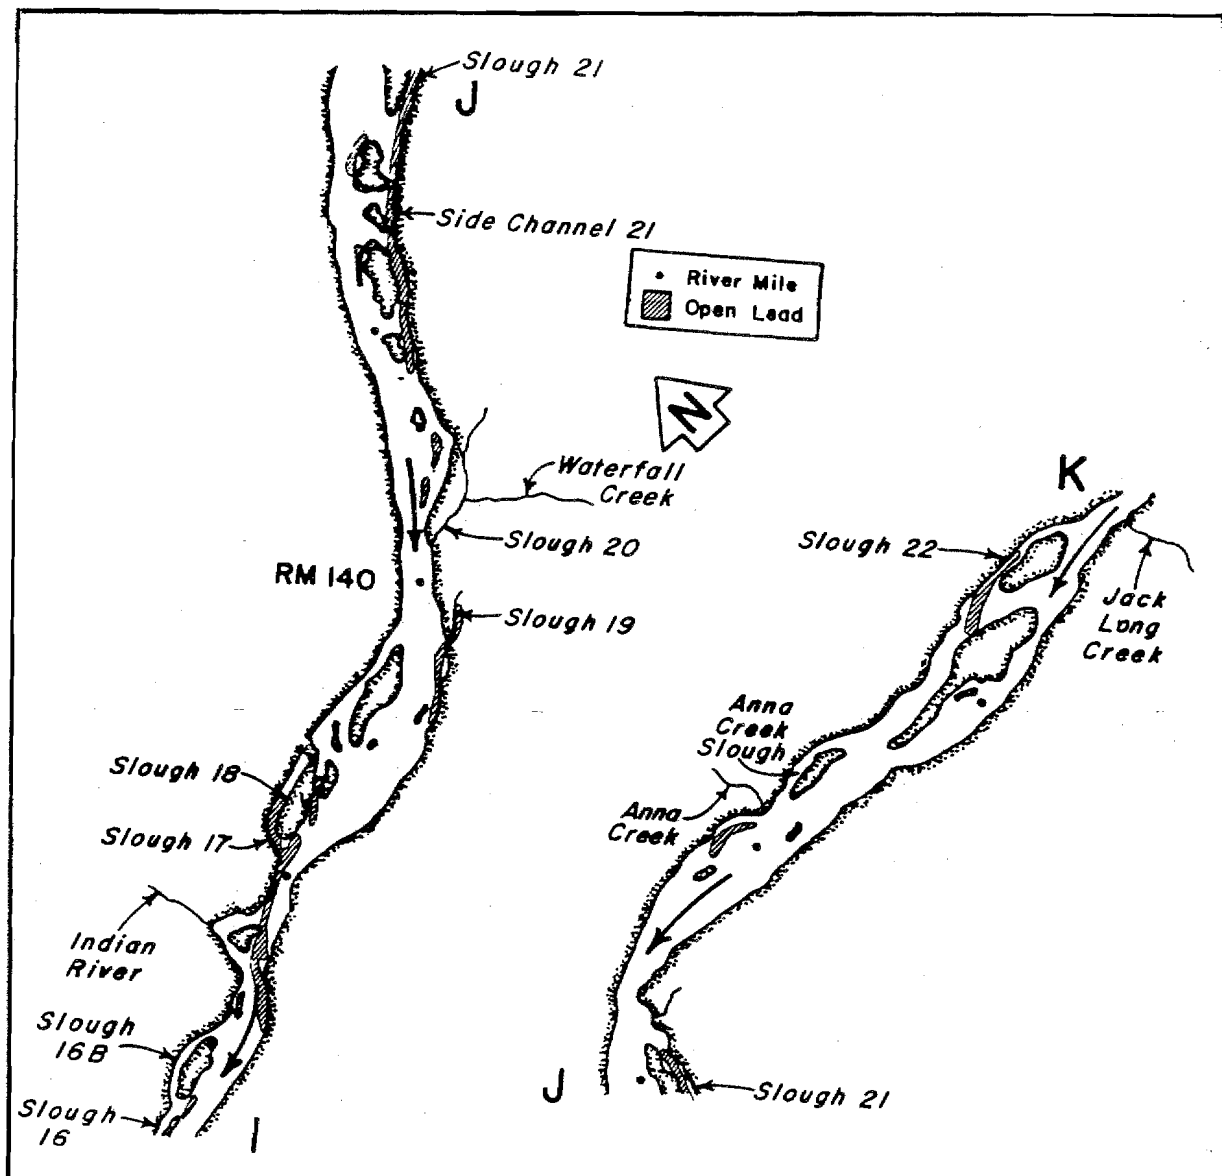 Slough 21
J
Side Channel 21
River Mile
Open Lead
N
Waterfall
Creek
Slough 20
RM 140
Slough 19
Slough 18
Slough 17
Indian
River
Slough
16B
Slough
16
I
K
Slough 22
Jack
Long
Creek
Anna
Creek
Slough
Anna
Creek
J
Slough 21